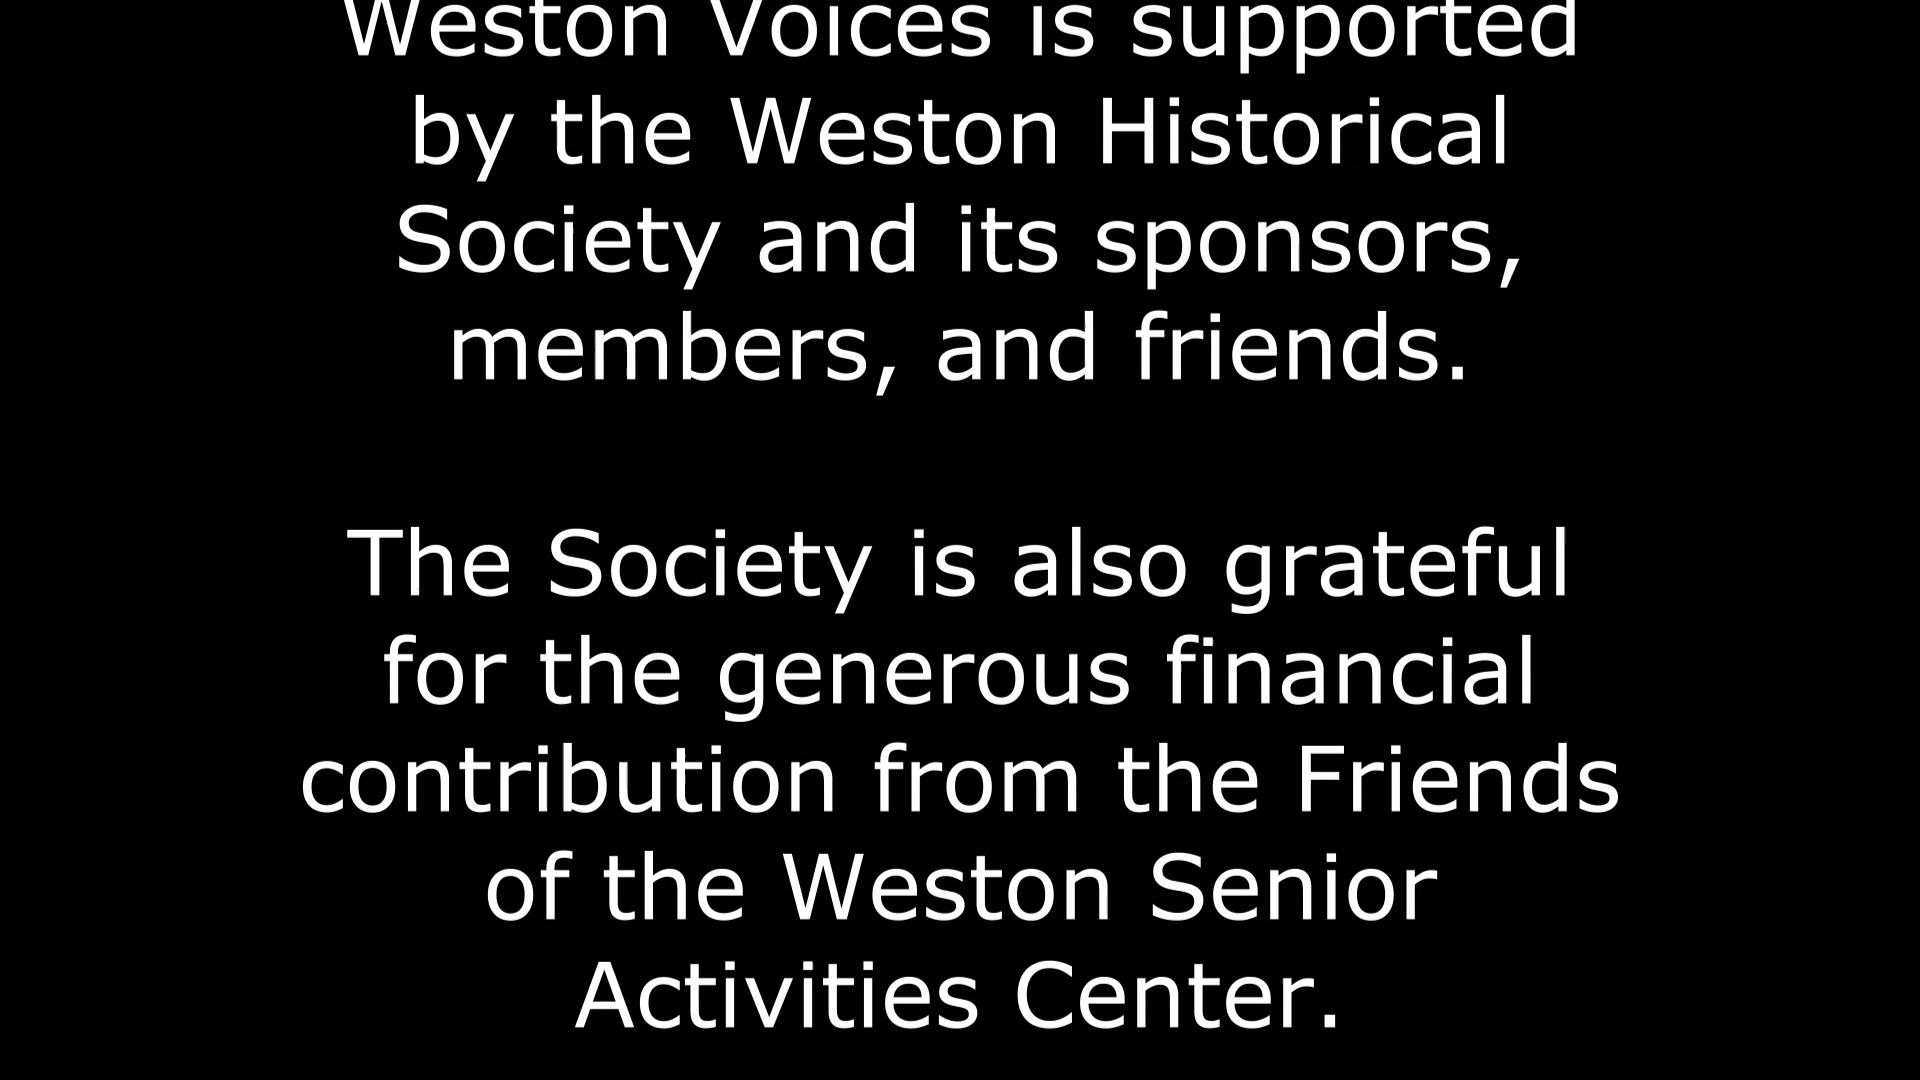 Weston Voices is supported
by the Weston Historical
Society and its sponsors,
members, and friends.
The Society is also grateful
for the generous financial
contribution from the Friends
of the Weston Senior
Activities Center.